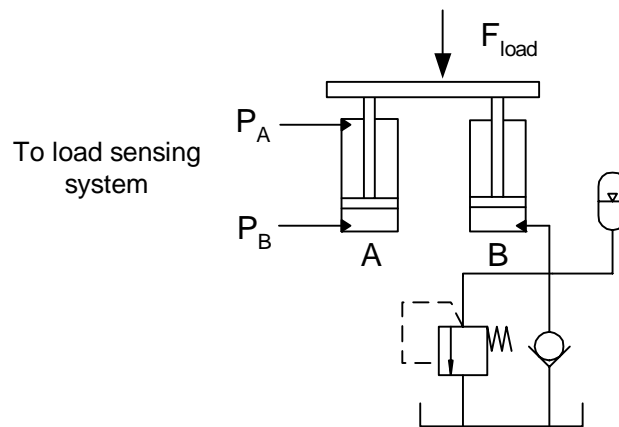 F_load
P_A
To load sensing
system
P_B
A
B